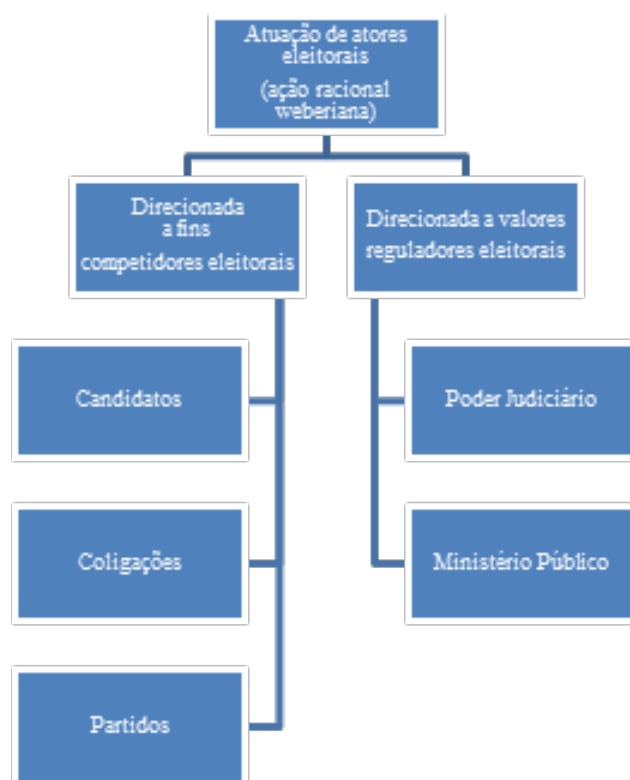 Atuação de atores
eleitorais
(ação racional
weberiana)
Direcionada
a fins
competidores eleitorais
Direcionada a valores
reguladores eleitorais
Candidatos
Poder Judiciário
Coligações
Ministério Público
Partidos